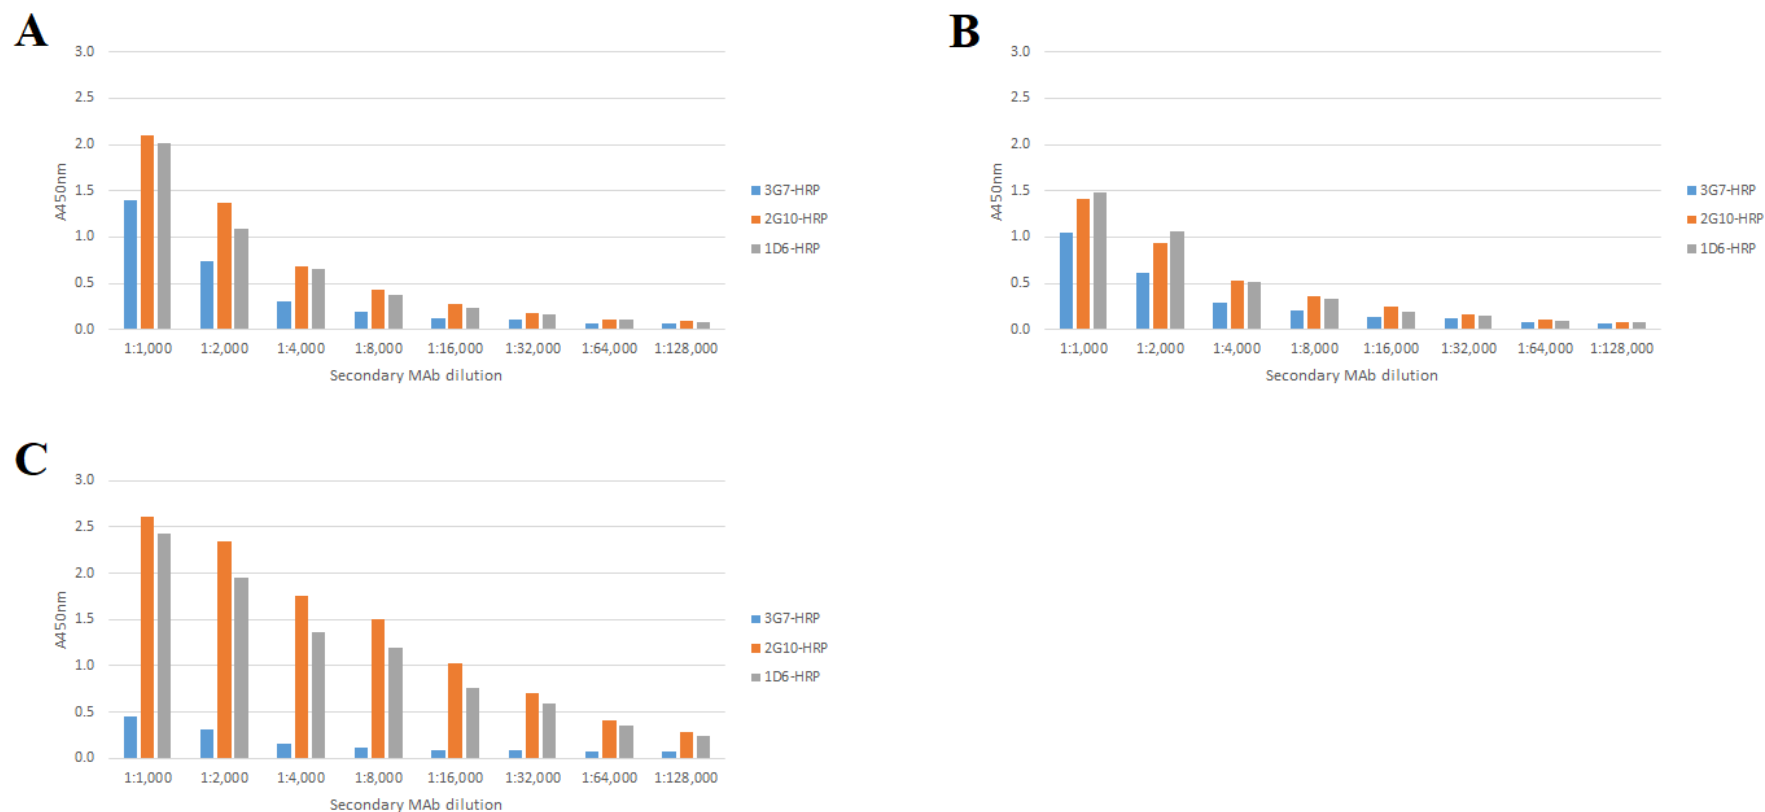 A
3.0
2.5
2.0
1.5
1.0
0.5
0.0
A450nm
1:1,000 1:2,000 1:4,000 1:8,000 1:16,000 1:32,000 1:64,000 1:128,000
Secondary MAb dilution
3G7-HRP
2G10-HRP
1D6-HRP
B
3.0
2.5
2.0
1.5
1.0
0.5
0.0
A450nm
1:1,000 1:2,000 1:4,000 1:8,000 1:16,000 1:32,000 1:64,000 1:128,000
Secondary MAb dilution
3G7-HRP
2G10-HRP
1D6-HRP
C
3.0
2.5
2.0
1.5
1.0
0.5
0.0
A450nm
1:1,000 1:2,000 1:4,000 1:8,000 1:16,000 1:32,000 1:64,000 1:128,000
Secondary MAb dilution
3G7-HRP
2G10-HRP
1D6-HRP